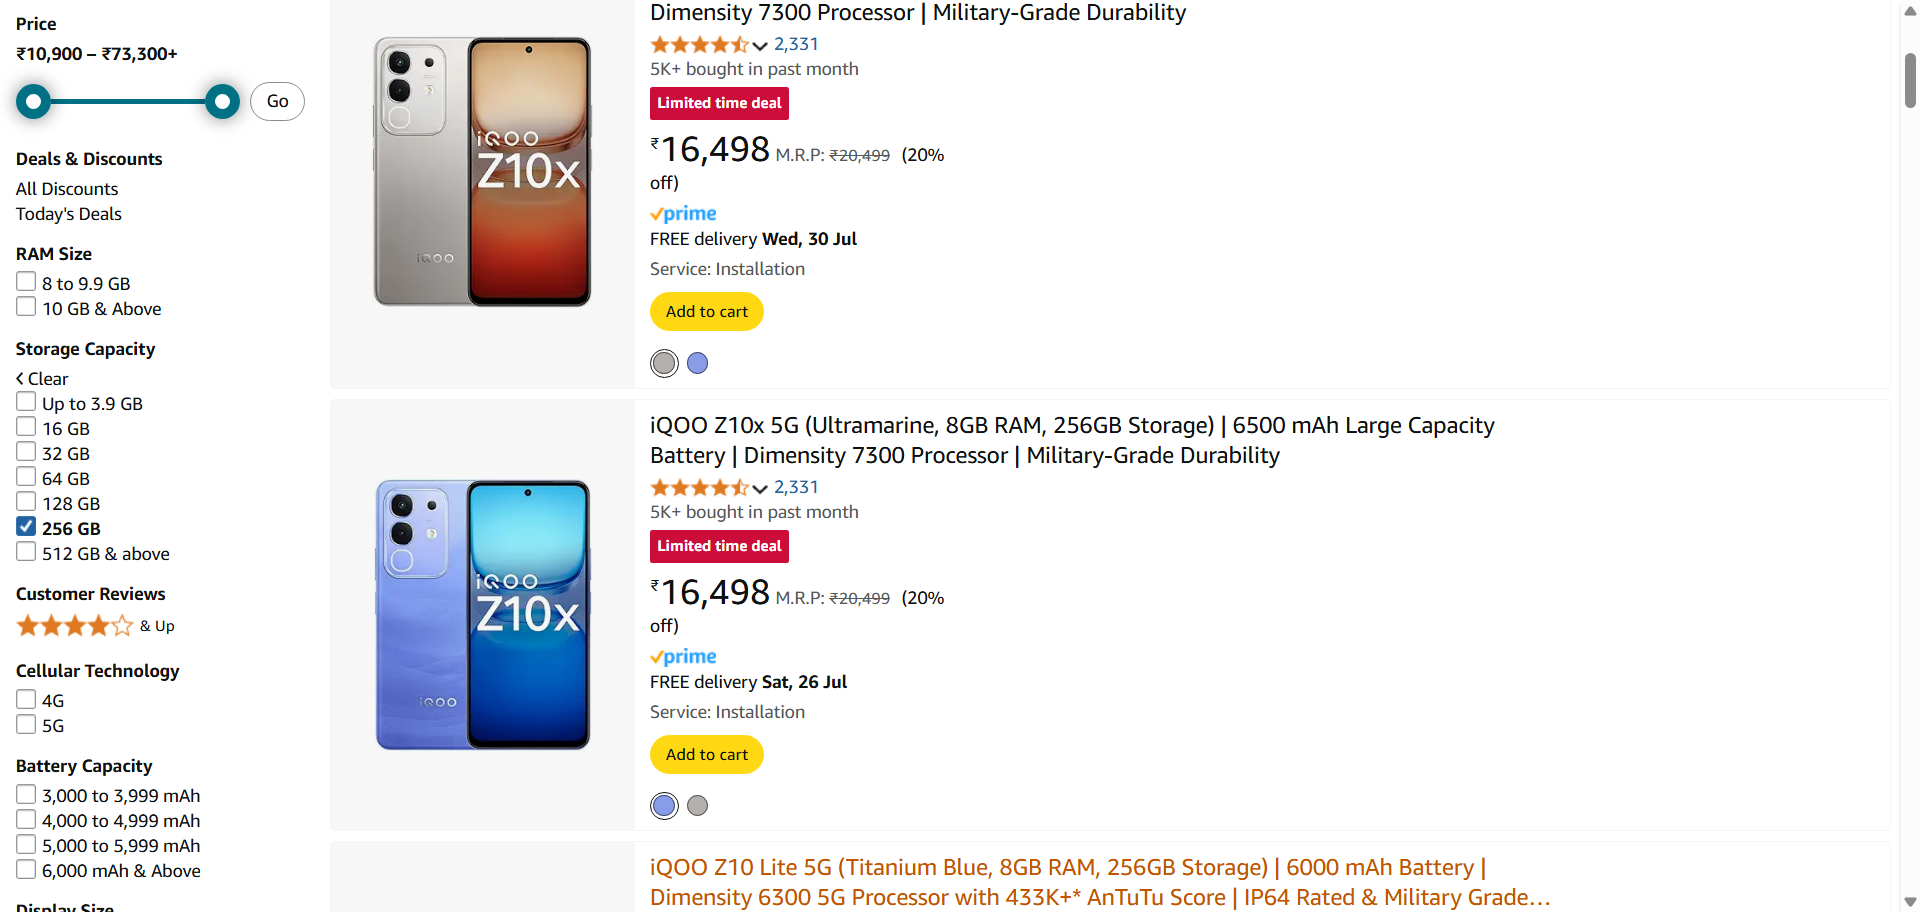 Price
₹10,900 – ₹73,300+
Go
Deals & Discounts
All Discounts
Today's Deals
RAM Size
8 to 9.9 GB
10 GB & Above
Storage Capacity
Clear
Up to 3.9 GB
16 GB
32 GB
64 GB
128 GB
256 GB
512 GB & above
Customer Reviews
& Up
Cellular Technology
4G
5G
Battery Capacity
3,000 to 3,999 mAh
4,000 to 4,999 mAh
5,000 to 5,999 mAh
6,000 mAh & Above
Display Size
iQOO
Z10x
iQOO
Dimensity 7300 Processor | Military-Grade Durability
2,331
5K+ bought in past month
Limited time deal
₹16,498 M.R.P: ₹20,499 (20%
off)
prime
FREE delivery Wed, 30 Jul
Service: Installation
Add to cart
iQOO
Z10x
iQOO
iQOO Z10x 5G (Ultramarine, 8GB RAM, 256GB Storage) | 6500 mAh Large Capacity
Battery | Dimensity 7300 Processor | Military-Grade Durability
2,331
5K+ bought in past month
Limited time deal
₹16,498 M.R.P: ₹20,499 (20%
off)
prime
FREE delivery Sat, 26 Jul
Service: Installation
Add to cart
iQOO Z10 Lite 5G (Titanium Blue, 8GB RAM, 256GB Storage) | 6000 mAh Battery |
Dimensity 6300 5G Processor with 433K+* AnTuTu Score | IP64 Rated & Military Grade…